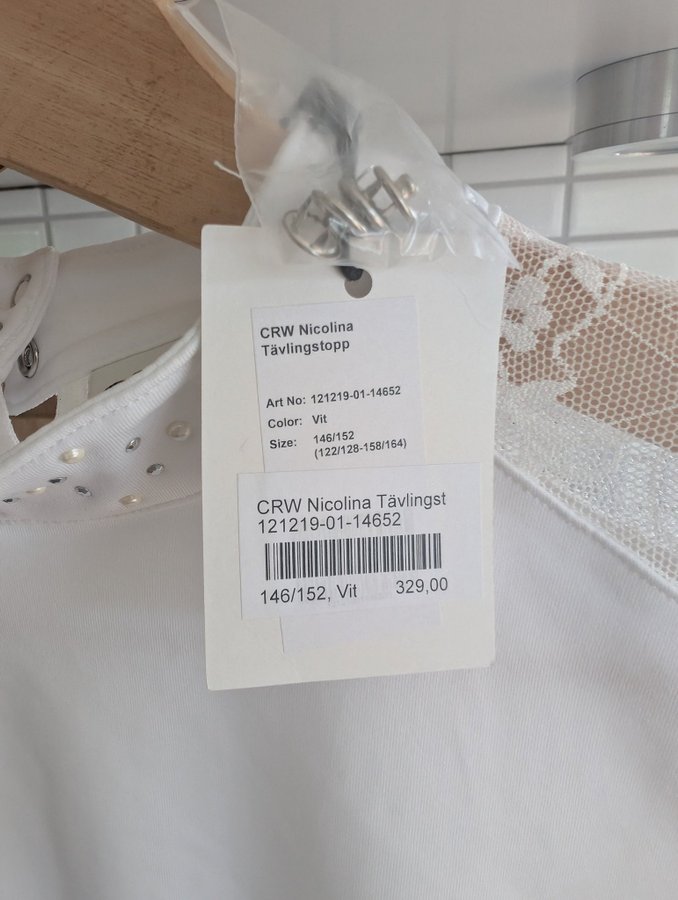 CRW Nicolina
Tävlingstopp
Art No: 121219-01-14652
Color: Vit
Size: 146/152
(122/128-158/164)
CRW Nicolina Tävlingst
121219-01-14652
146/152, Vit 329,00